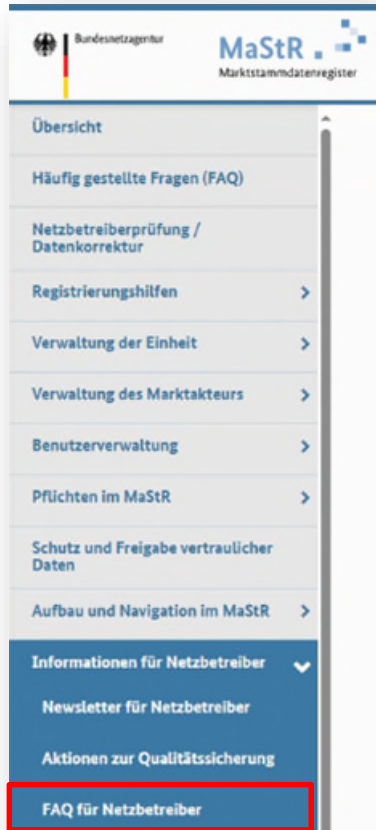 Bundesnetzagentur
MaStR
Marktstammdatenregister
Übersicht
Häufig gestellte Fragen (FAQ)
Netzbetreiberprüfung /
Datenkorrektur
Registrierungshilfen
Verwaltung der Einheit
Verwaltung des Marktakteurs
Benutzerverwaltung
Pflichten im MaStR
Schutz und Freigabe vertraulicher
Daten
Aufbau und Navigation im MaStR
Informationen für Netzbetreiber
Newsletter für Netzbetreiber
Aktionen zur Qualitätssicherung
FAQ für Netzbetreiber